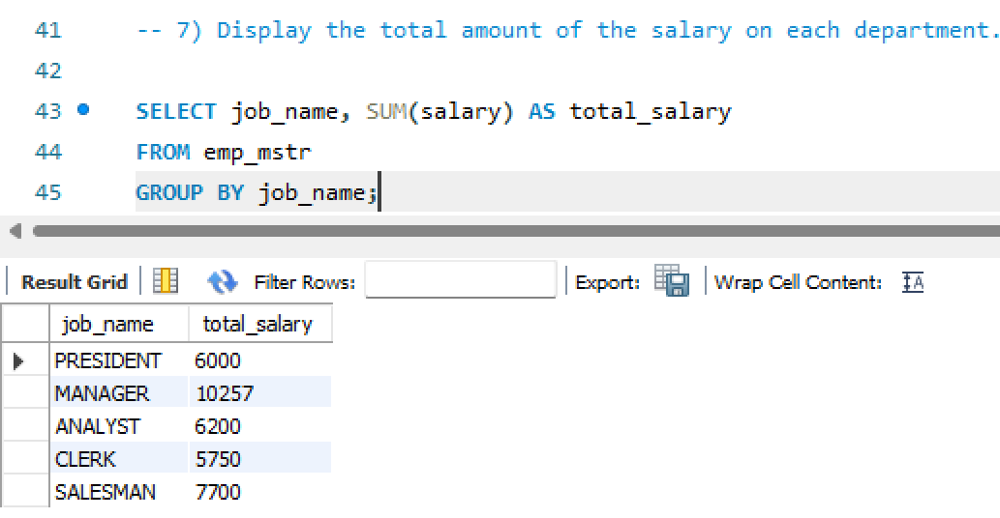 41 -- 7) Display the total amount of the salary on each department.
42
43 SELECT job_name, SUM(salary) AS total_salary
44 FROM emp_mstr
45 GROUP BY job_name;
Result Grid Filter Rows: Export: Wrap Cell Content: IA
job_name total_salary
PRESIDENT 6000
MANAGER 10257
ANALYST 6200
CLERK 5750
SALESMAN 7700